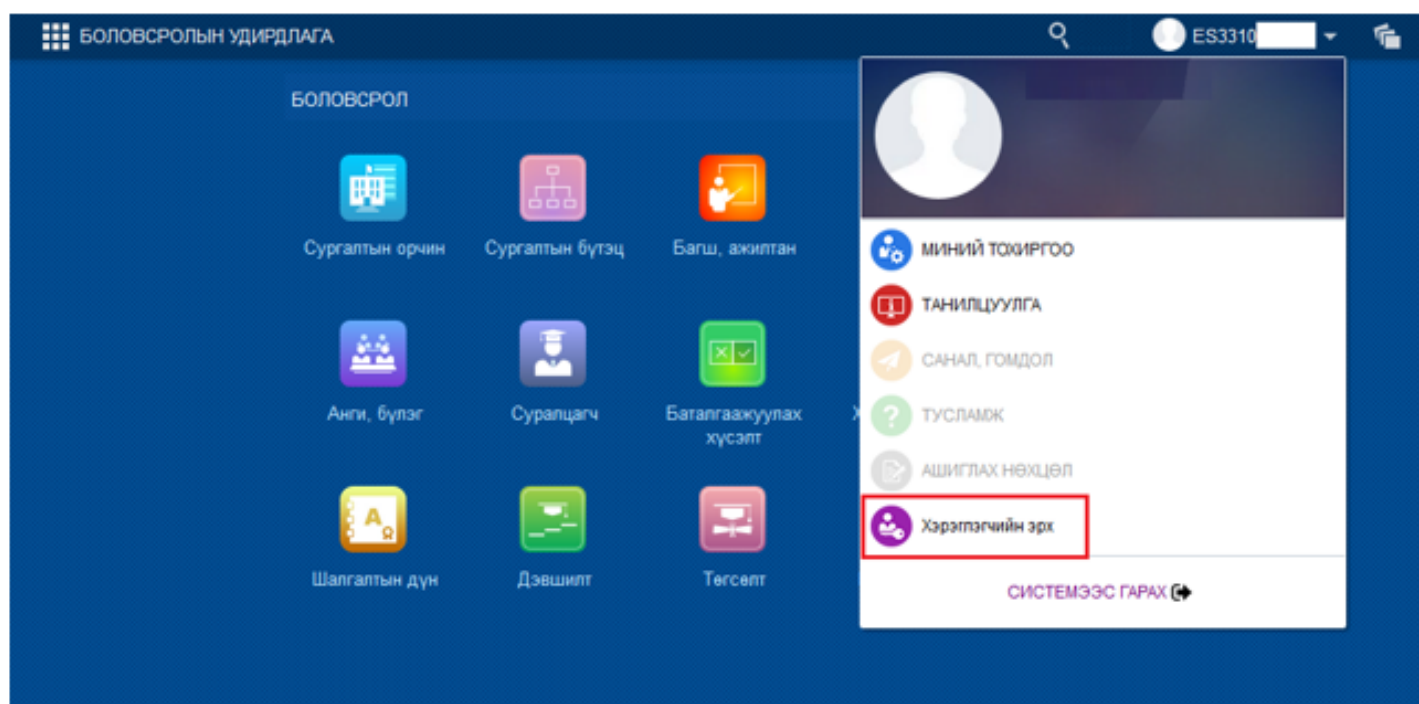 БОЛОВСРОЛЫН УДИРДЛАГА
ES3310
БОЛОВСРОЛ
Сургалтын орчин
Сургалтын бүтэц
Багш, ажилтан
Анги, бүлэг
Суралцагч
Баталгаажуулах
хүсэлт
Шалгалтын дүн
Дэвшилт
Төгсөлт
МИНИЙ ТОХИРГОО
ТАНИЛЦУУЛГА
САНАЛ, ГОМДОЛ
ТУСЛАМЖ
АШИГЛАХ НӨХЦӨЛ
Хэрэглэгчийн эрх
СИСТЕМЭЭС ГАРАХ